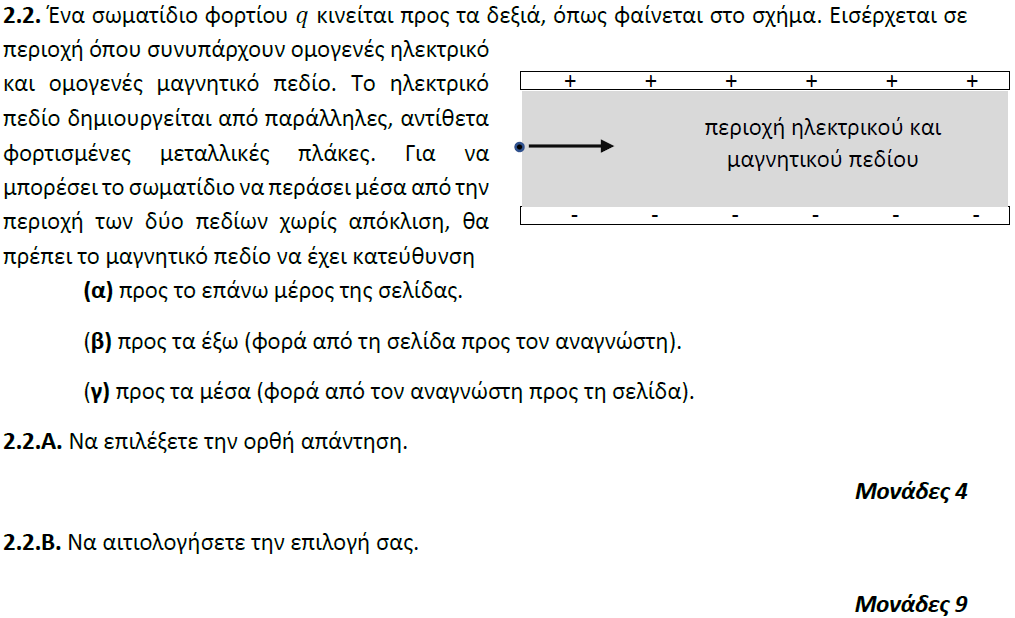 2.2. Ένα σωματίδιο φορτίου q κινείται προς τα δεξιά, όπως φαίνεται στο σχήμα. Εισέρχεται σε
περιοχή όπου συνυπάρχουν ομογενές ηλεκτρικό
και ομογενές μαγνητικό πεδίο. Το ηλεκτρικό
πεδίο δημιουργείται από παράλληλες, αντίθετα
φορτισμένες μεταλλικές πλάκες. Για να
μπορέσει το σωματίδιο να περάσει μέσα από την
περιοχή των δύο πεδίων χωρίς απόκλιση, θα
πρέπει το μαγνητικό πεδίο να έχει κατεύθυνση
+ + + + + +
περιοχή ηλεκτρικού και
μαγνητικού πεδίου
- - - - - -
(α) προς το επάνω μέρος της σελίδας.
(β) προς τα έξω (φορά από τη σελίδα προς τον αναγνώστη).
(γ) προς τα μέσα (φορά από τον αναγνώστη προς τη σελίδα).
2.2.Α. Να επιλέξετε την ορθή απάντηση.
Μονάδες 4
2.2.Β. Να αιτιολογήσετε την επιλογή σας.
Μονάδες 9